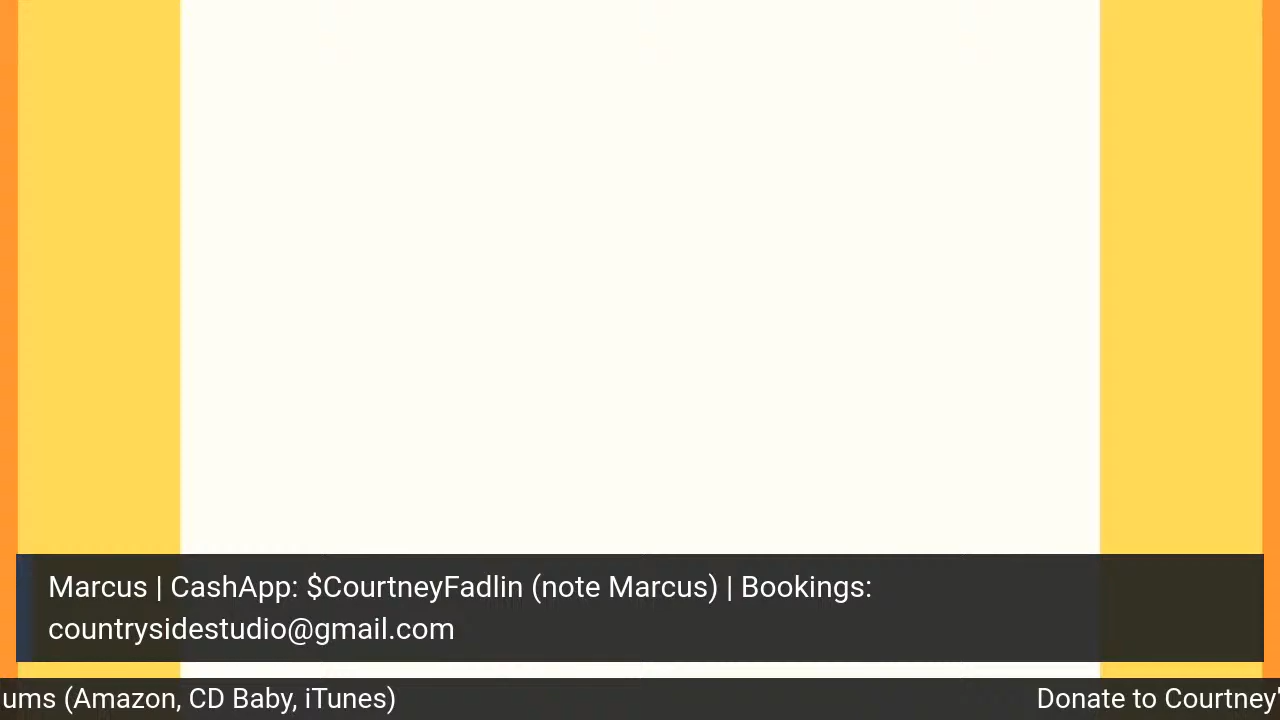 Marcus | CashApp: $CourtneyFadlin (note Marcus) | Bookings:
countrysidestudio@gmail.com
ums (Amazon, CD Baby, iTunes) Donate to Courtney'